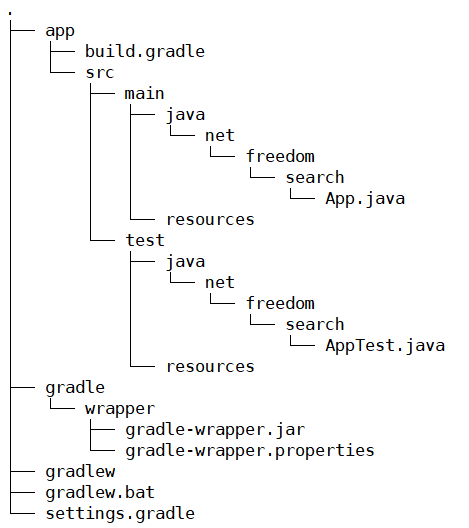 .
app
build.gradle
src
main
java
net
freedom
search
App.java
resources
test
java
net
freedom
search
AppTest.java
resources
gradle
wrapper
gradle-wrapper.jar
gradle-wrapper.properties
gradlew
gradlew.bat
settings.gradle